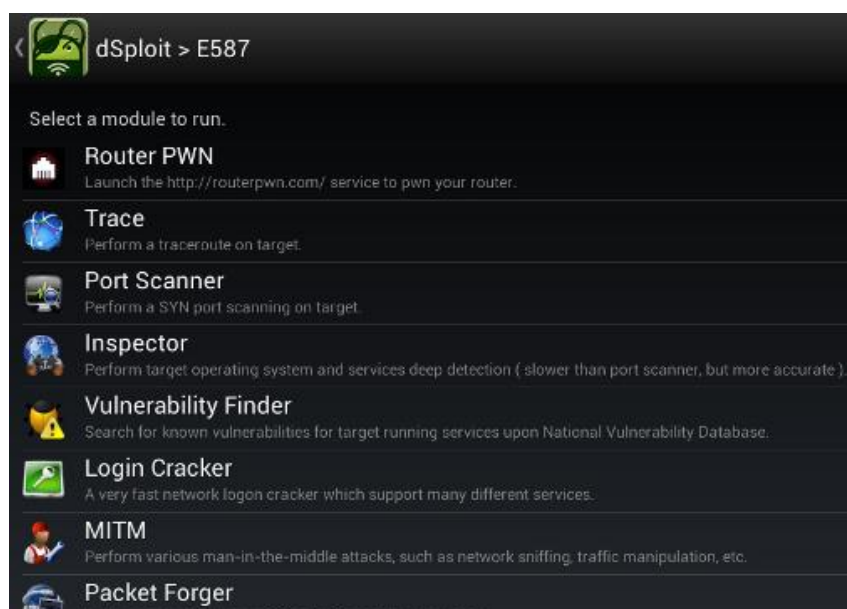 dSploit > E587
Select a module to run.
Router PWN
Launch the http://routerpwn.com/ service to pwn your router.
Trace
Perform a traceroute on target.
Port Scanner
Perform a SYN port scanning on target.
Inspector
Perform target operating system and services deep detection ( slower than port scanner, but more accurate ).
Vulnerability Finder
Search for known vulnerabilities for target running services upon National Vulnerability Database.
Login Cracker
A very fast network logon cracker which support many different services.
MITM
Perform various man-in-the-middle attacks, such as network sniffing, traffic manipulation, etc.
Packet Forger